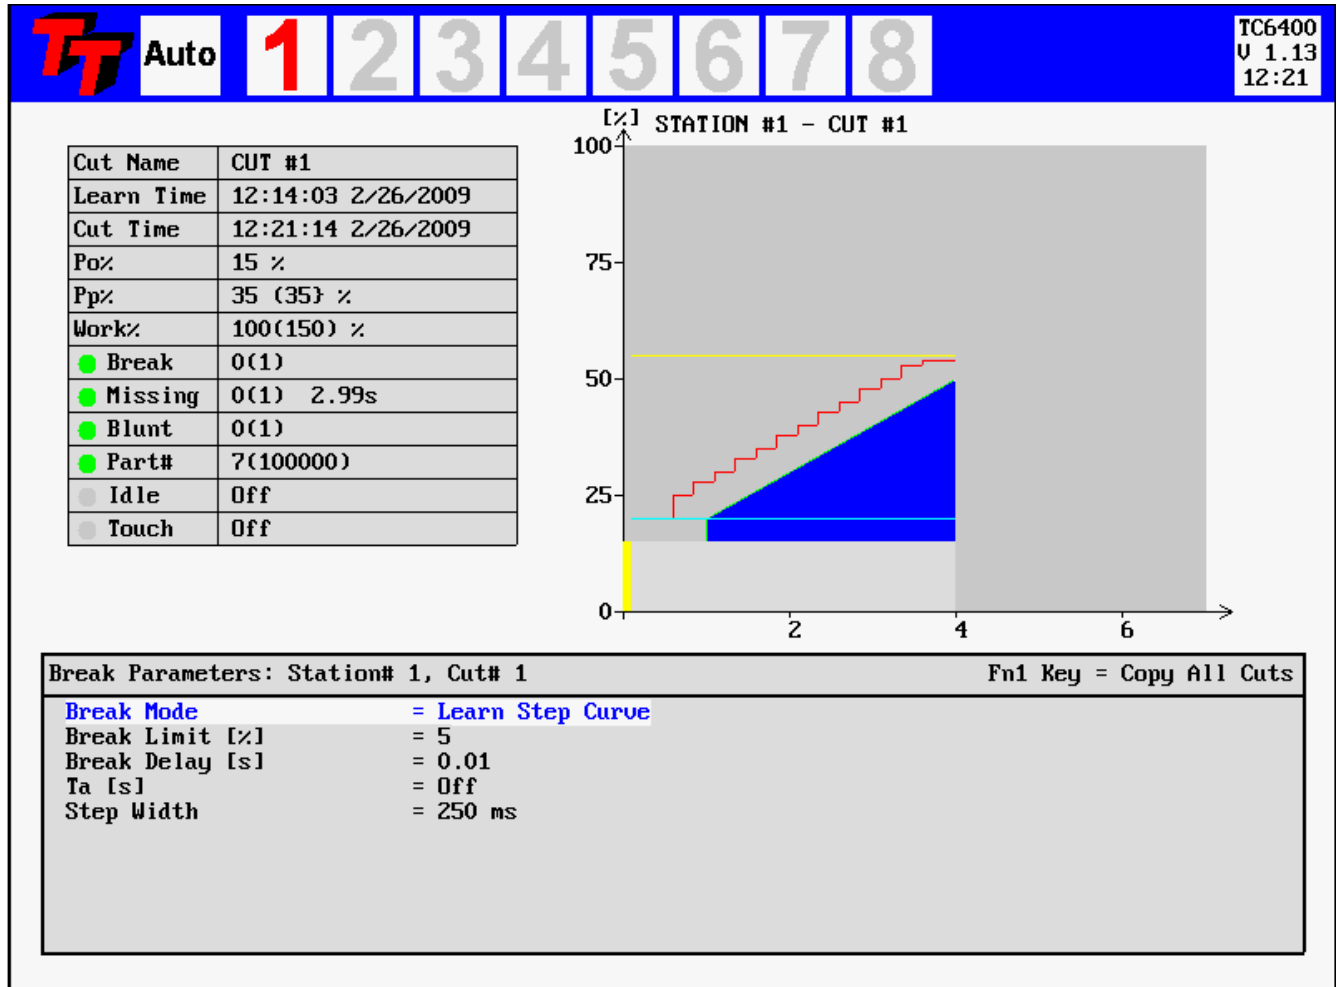 TT Auto 1 2 3 4 5 6 7 8
TC6400
V 1.13
12:21
Cut Name CUT #1
Learn Time 12:14:03 2/26/2009
Cut Time 12:21:14 2/26/2009
Po% 15 %
Pp% 35 (35} %
Work% 100(150) %
Break 0(1)
Missing 0(1) 2.99s
Blunt 0(1)
Part# 7(100000)
Idle Off
Touch Off
[%] STATION #1 - CUT #1
100
75
50
25
0
2 4 6
Break Parameters: Station# 1, Cut# 1 Fn1 Key = Copy All Cuts
Break Mode = Learn Step Curve
Break Limit [%] = 5
Break Delay [s] = 0.01
Ta [s] = Off
Step Width = 250 ms